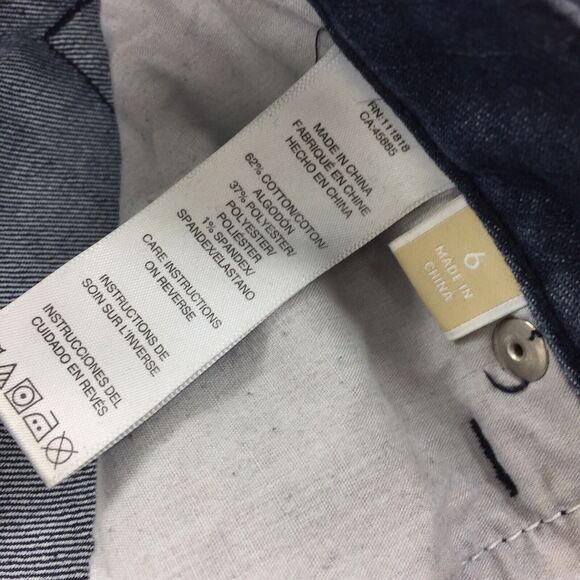 RN:111818
CA:45885
MADE IN CHINA
FABRIQUÉ EN CHINE
HECHO EN CHINA
62% COTTON/COTON/
ALGODÓN
37% POLYESTER/
POLYESTER/
POLIÉSTER
1% SPANDEX/
SPANDEX/ELASTANO
CARE INSTRUCTIONS
ON REVERSE
INSTRUCTIONS DE
SOIN SUR L'INVERSE
INSTRUCCIONES DEL
CUIDADO EN REVÉS
6
MADE IN
CHINA